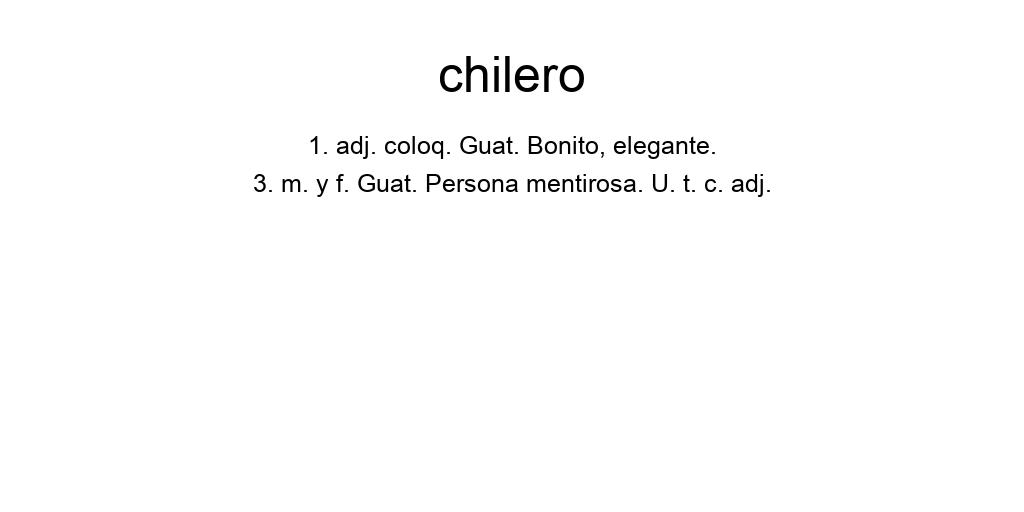 chilero
1. adj. coloq. Guat. Bonito, elegante.
3. m. y f. Guat. Persona mentirosa. U. t. c. adj.